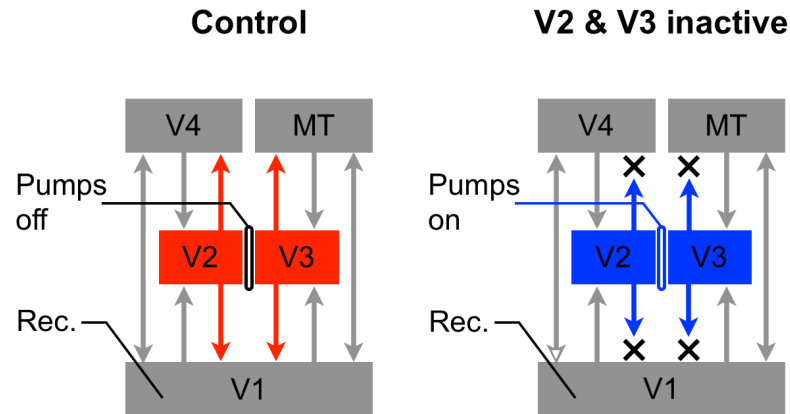 Control
V4
MT
Pumps
off
V2
V3
Rec.
V1
V2 & V3 inactive
V4
MT
Pumps
on
V2
V3
Rec.
V1